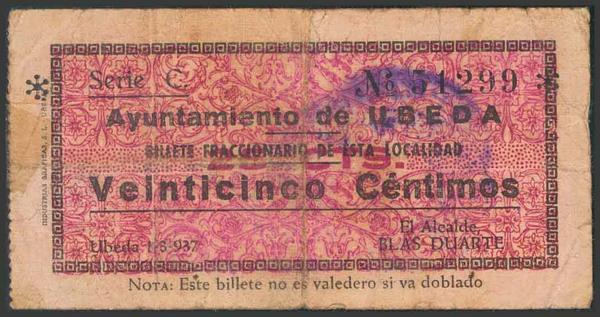 Serie C. No 51299
Ayuntamiento de UBEDA
BILLETE FRACCIONARIO DE ESTA LOCALIDAD
25 CTS.
Veinticinco Céntimos
El Alcalde,
Ubeda 1-8-937 BLAS DUARTE
NOTA: Este billete no es valedero si va doblado